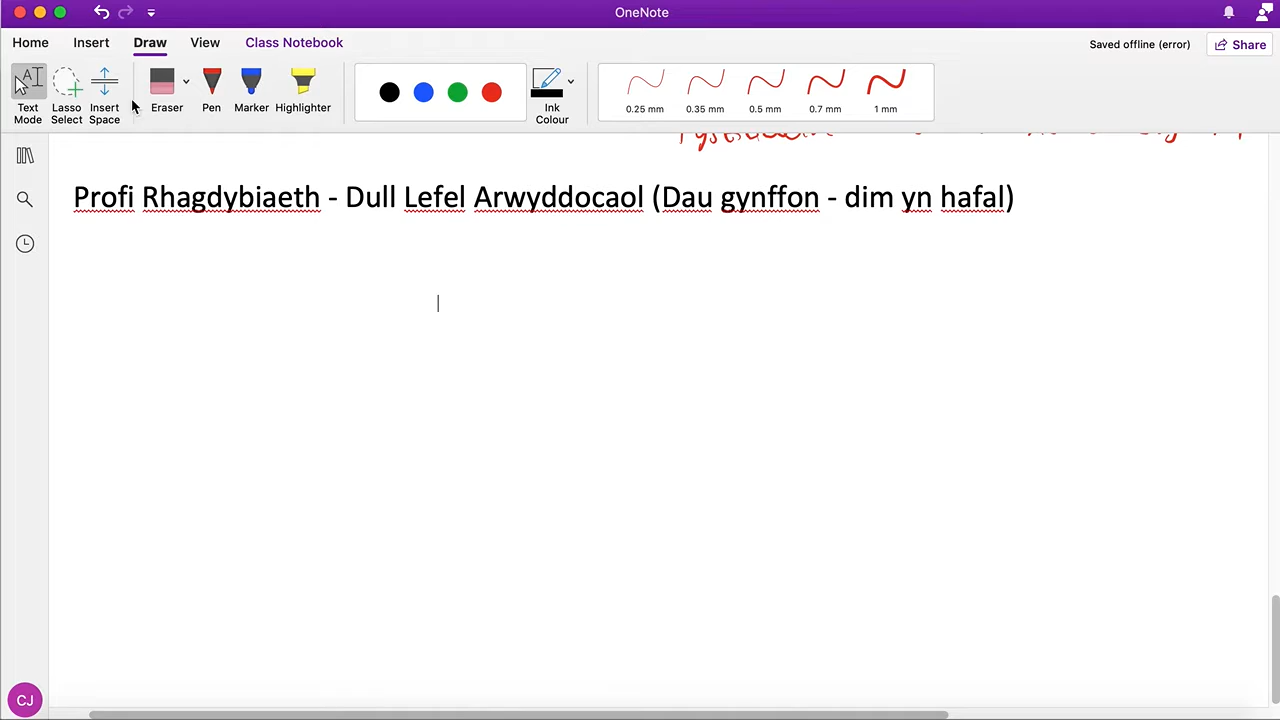 OneNote
Home Insert Draw View Class Notebook
Saved offline (error) Share
Text Mode
Lasso Select
Insert Space
Eraser
Pen
Marker
Highlighter
Ink Colour
0.25 mm 0.35 mm 0.5 mm 0.7 mm 1 mm
Profi Rhagdybiaeth - Dull Lefel Arwyddocaol (Dau gynffon - dim yn hafal)
CJ